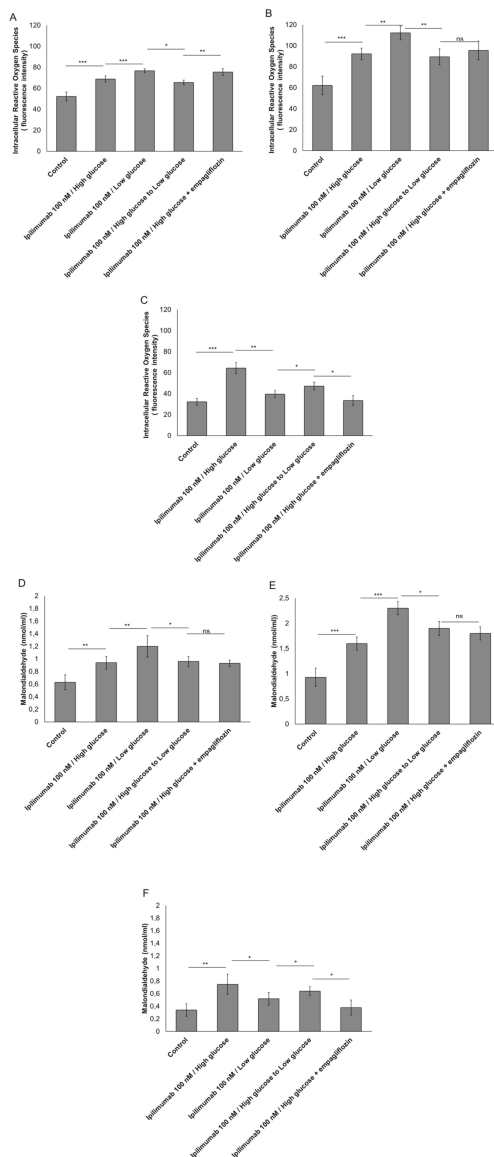 A
Intracellular Reactive Oxygen Species
( fluorescence intensity)
120
100
80
60
40
20
0
***
***
*
**
Control
Ipilimumab 100 nM / High glucose
Ipilimumab 100 nM / Low glucose
Ipilimumab 100 nM / High glucose to Low glucose
Ipilimumab 100 nM / High glucose + empagliflozin
B
Intracellular Reactive Oxygen Species
( fluorescence intensity)
120
100
80
60
40
20
0
***
**
**
ns
Control
Ipilimumab 100 nM / High glucose
Ipilimumab 100 nM / Low glucose
Ipilimumab 100 nM / High glucose to Low glucose
Ipilimumab 100 nM / High glucose + empagliflozin
C
Intracellular Reactive Oxygen Species
( fluorescence intensity)
120
100
80
60
40
20
0
***
**
*
*
Control
Ipilimumab 100 nM / High glucose
Ipilimumab 100 nM / Low glucose
Ipilimumab 100 nM / High glucose to Low glucose
Ipilimumab 100 nM / High glucose + empagliflozin
D
Malondialdehyde (nmol/ml))
2
1,8
1,6
1,4
1,2
1
0,8
0,6
0,4
0,2
0
**
**
*
ns
Control
Ipilimumab 100 nM / High glucose
Ipilimumab 100 nM / Low glucose
Ipilimumab 100 nM / High glucose to Low glucose
Ipilimumab 100 nM / High glucose + empagliflozin
E
Malondialdehyde (nmol/ml))
2,5
2
1,5
1
0,5
0
***
***
*
ns
Control
Ipilimumab 100 nM / High glucose
Ipilimumab 100 nM / Low glucose
Ipilimumab 100 nM / High glucose to Low glucose
Ipilimumab 100 nM / High glucose + empagliflozin
F
Malondialdehyde (nmol/ml)
2
1,8
1,6
1,4
1,2
1
0,8
0,6
0,4
0,2
0
**
*
*
*
Control
Ipilimumab 100 nM / High glucose
Ipilimumab 100 nM / Low glucose
Ipilimumab 100 nM / High glucose to Low glucose
Ipilimumab 100 nM / High glucose + empagliflozin